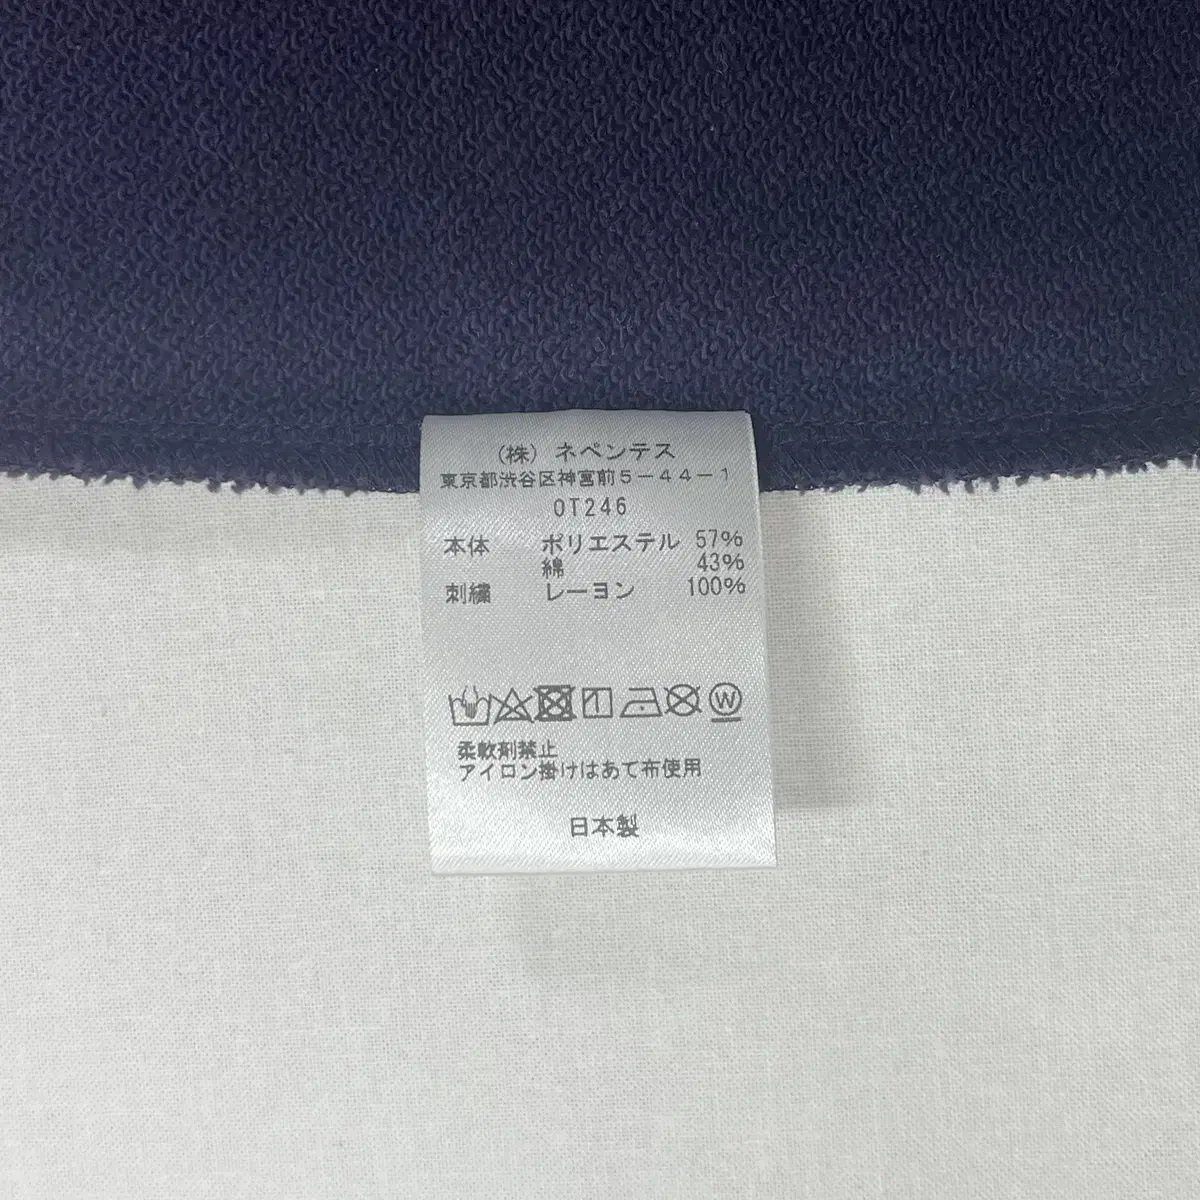 （株）ネペンテス
東京都渋谷区神宮前5－44－1
OT246
本体 ポリエステル 57%
綿 43%
刺繍 レーヨン 100%
W
柔軟剤禁止
アイロン掛けはあて布使用
日本製